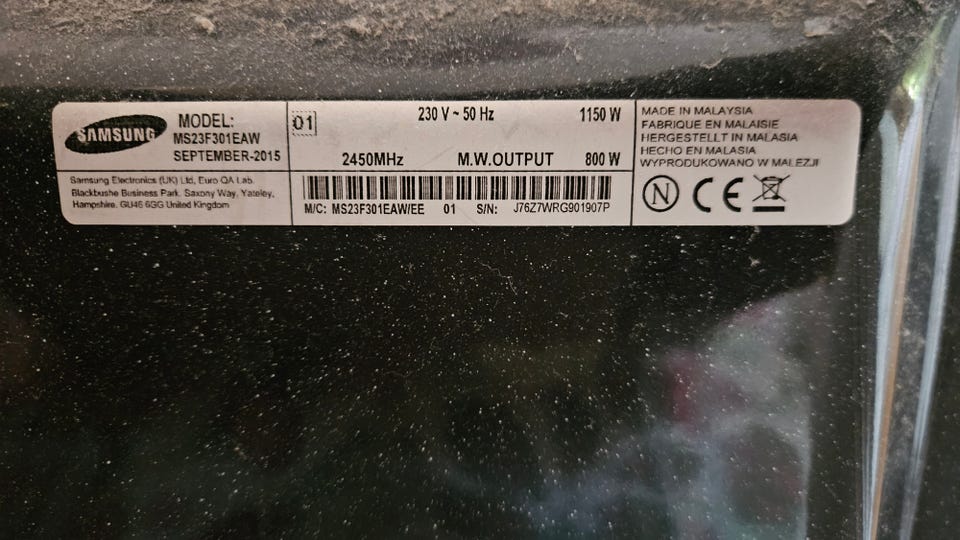 SAMSUNG
MODEL:
MS23F301EAW
SEPTEMBER-2015
Samsung Electronics (UK) Ltd, Euro QA Lab.
Blackbushe Business Park, Saxony Way, Yateley,
Hampshire. GU46 6GG United Kingdom
01
230 V ~ 50 Hz 1150 W
2450MHz M.W.OUTPUT 800 W
M/C: MS23F301EAW/EE 01 S/N: J76Z7WRG901907P
MADE IN MALAYSIA
FABRIQUE EN MALAISIE
HERGESTELLT IN MALASIA
HECHO EN MALASIA
WYPRODUKOWANO W MALEZJI
N CE